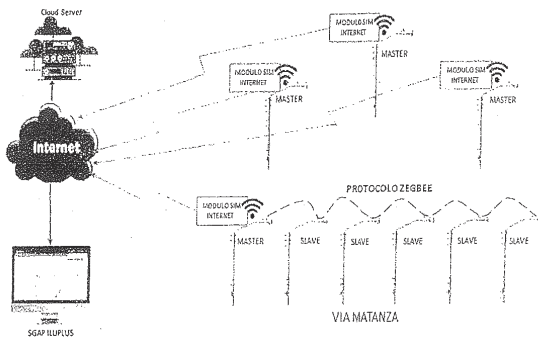 Cloud Server
MODULO SIM
INTERNET
MASTER
MODULO SIM
INTERNET
MASTER
MODULO SIM
INTERNET
MASTER
Internet
PROTOCOLO ZEGBEE
MODULO SIM
INTERNET
MASTER
SLAVE
SLAVE
SLAVE
SLAVE
SLAVE
VIA MATANZA
SGAP ILUPLUS